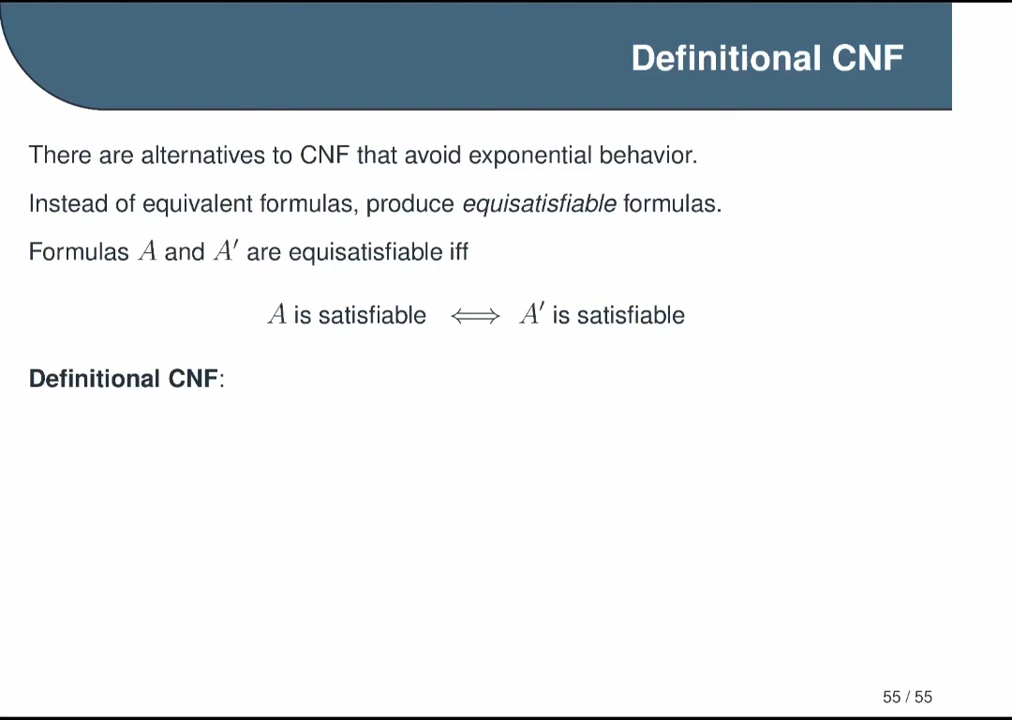 Definitional CNF
There are alternatives to CNF that avoid exponential behavior.
Instead of equivalent formulas, produce equisatisfiable formulas.
Formulas A and A′ are equisatisfiable iff
A is satisfiable ⟺ A′ is satisfiable
Definitional CNF:
55 / 55